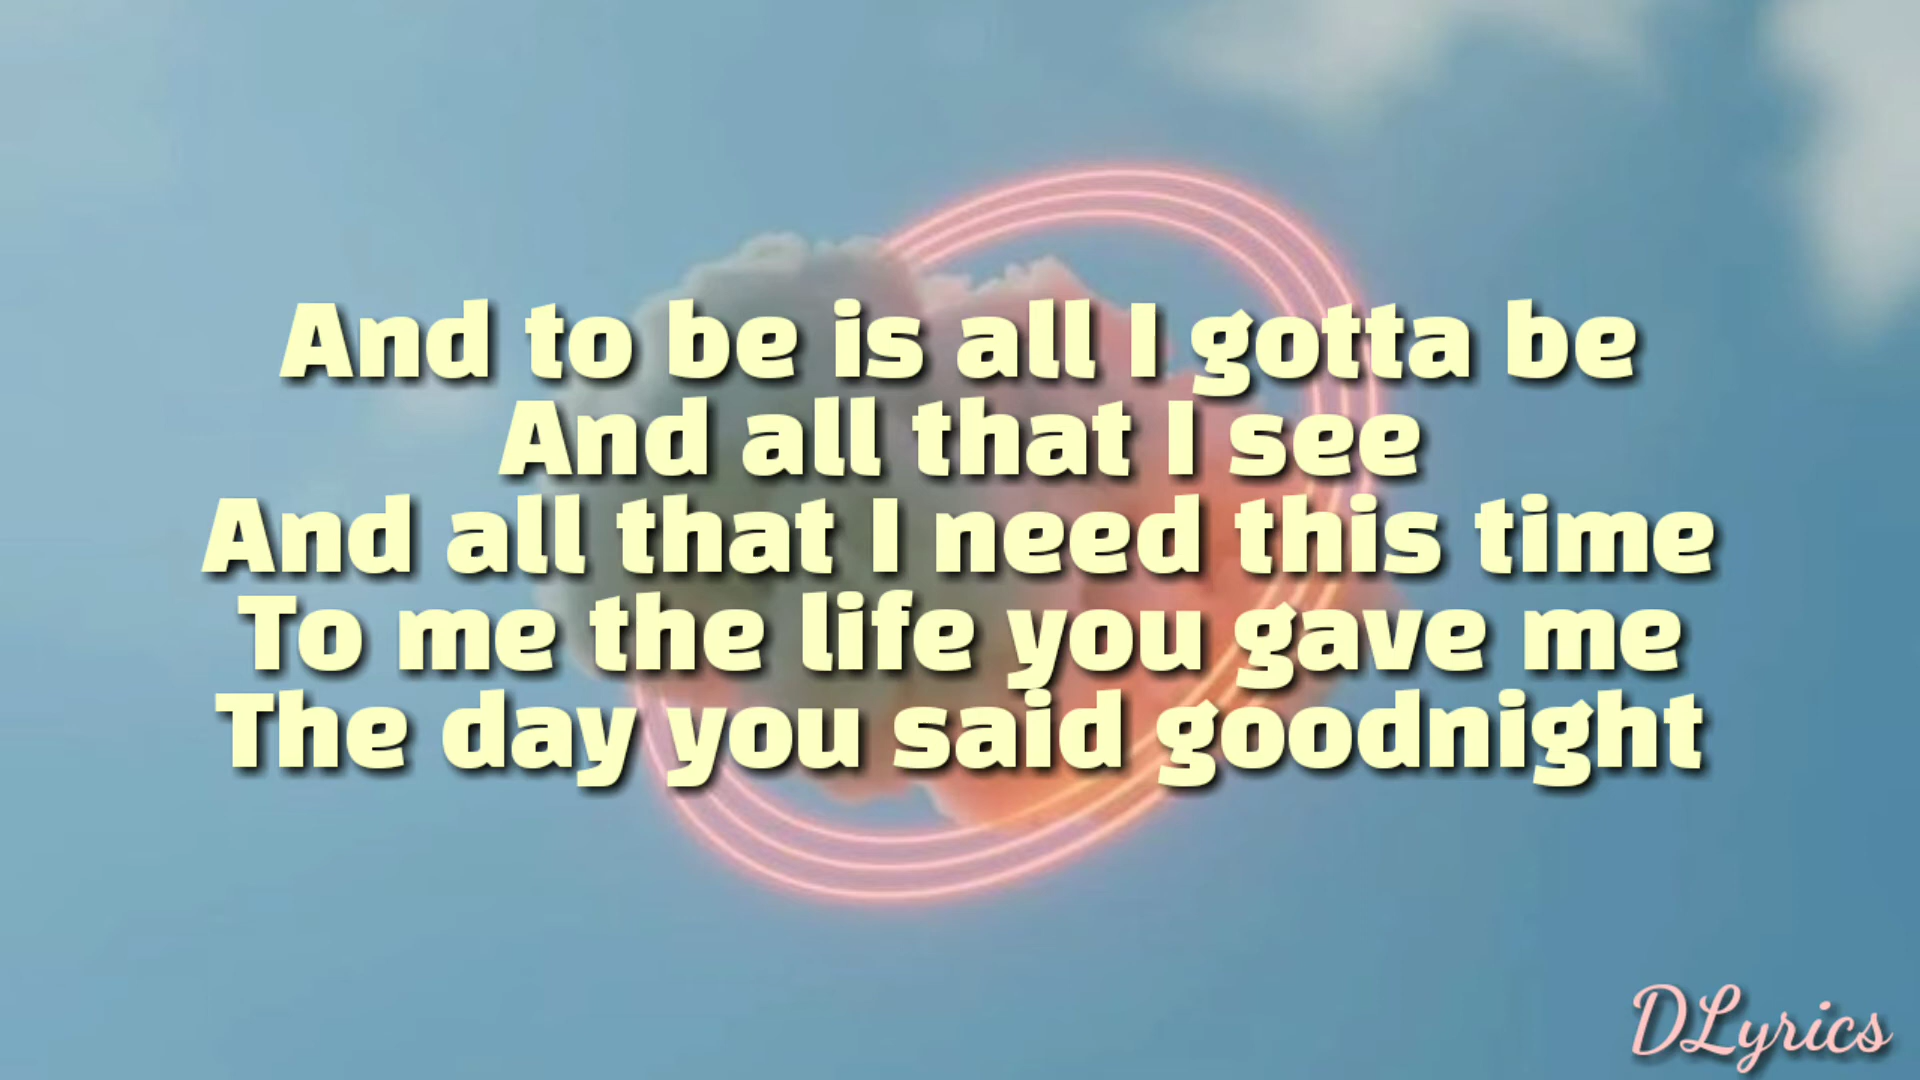 And to be is all I gotta be
And all that I see
And all that I need this time
To me the life you gave me
The day you said goodnight
DLyrics